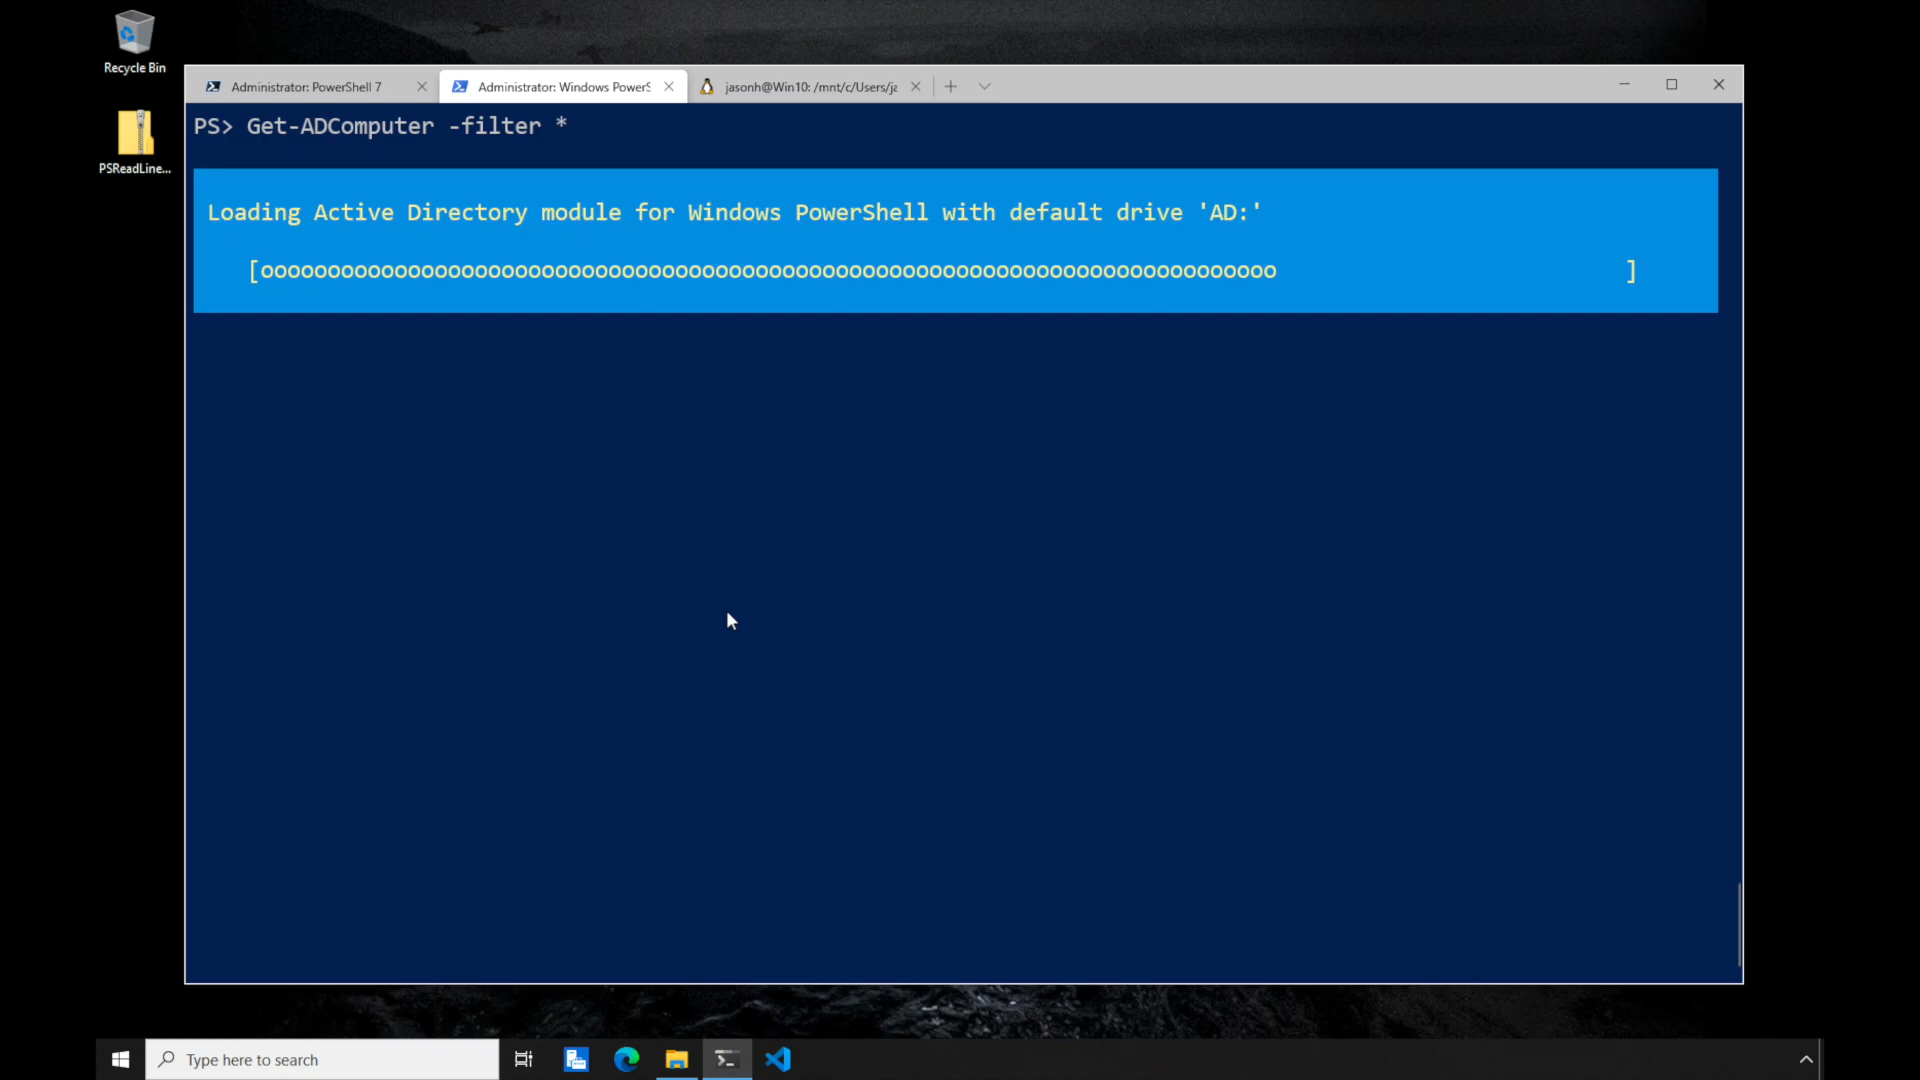 Recycle Bin
PSReadLine...
Administrator: PowerShell 7
Administrator: Windows PowerS
jasonh@Win10: /mnt/c/Users/ja
PS> Get-ADComputer -filter *
Loading Active Directory module for Windows PowerShell with default drive 'AD:'
[oooooooooooooooooooooooooooooooooooooooooooooooooooooooooooooooooooooooooooo                          ]
Type here to search